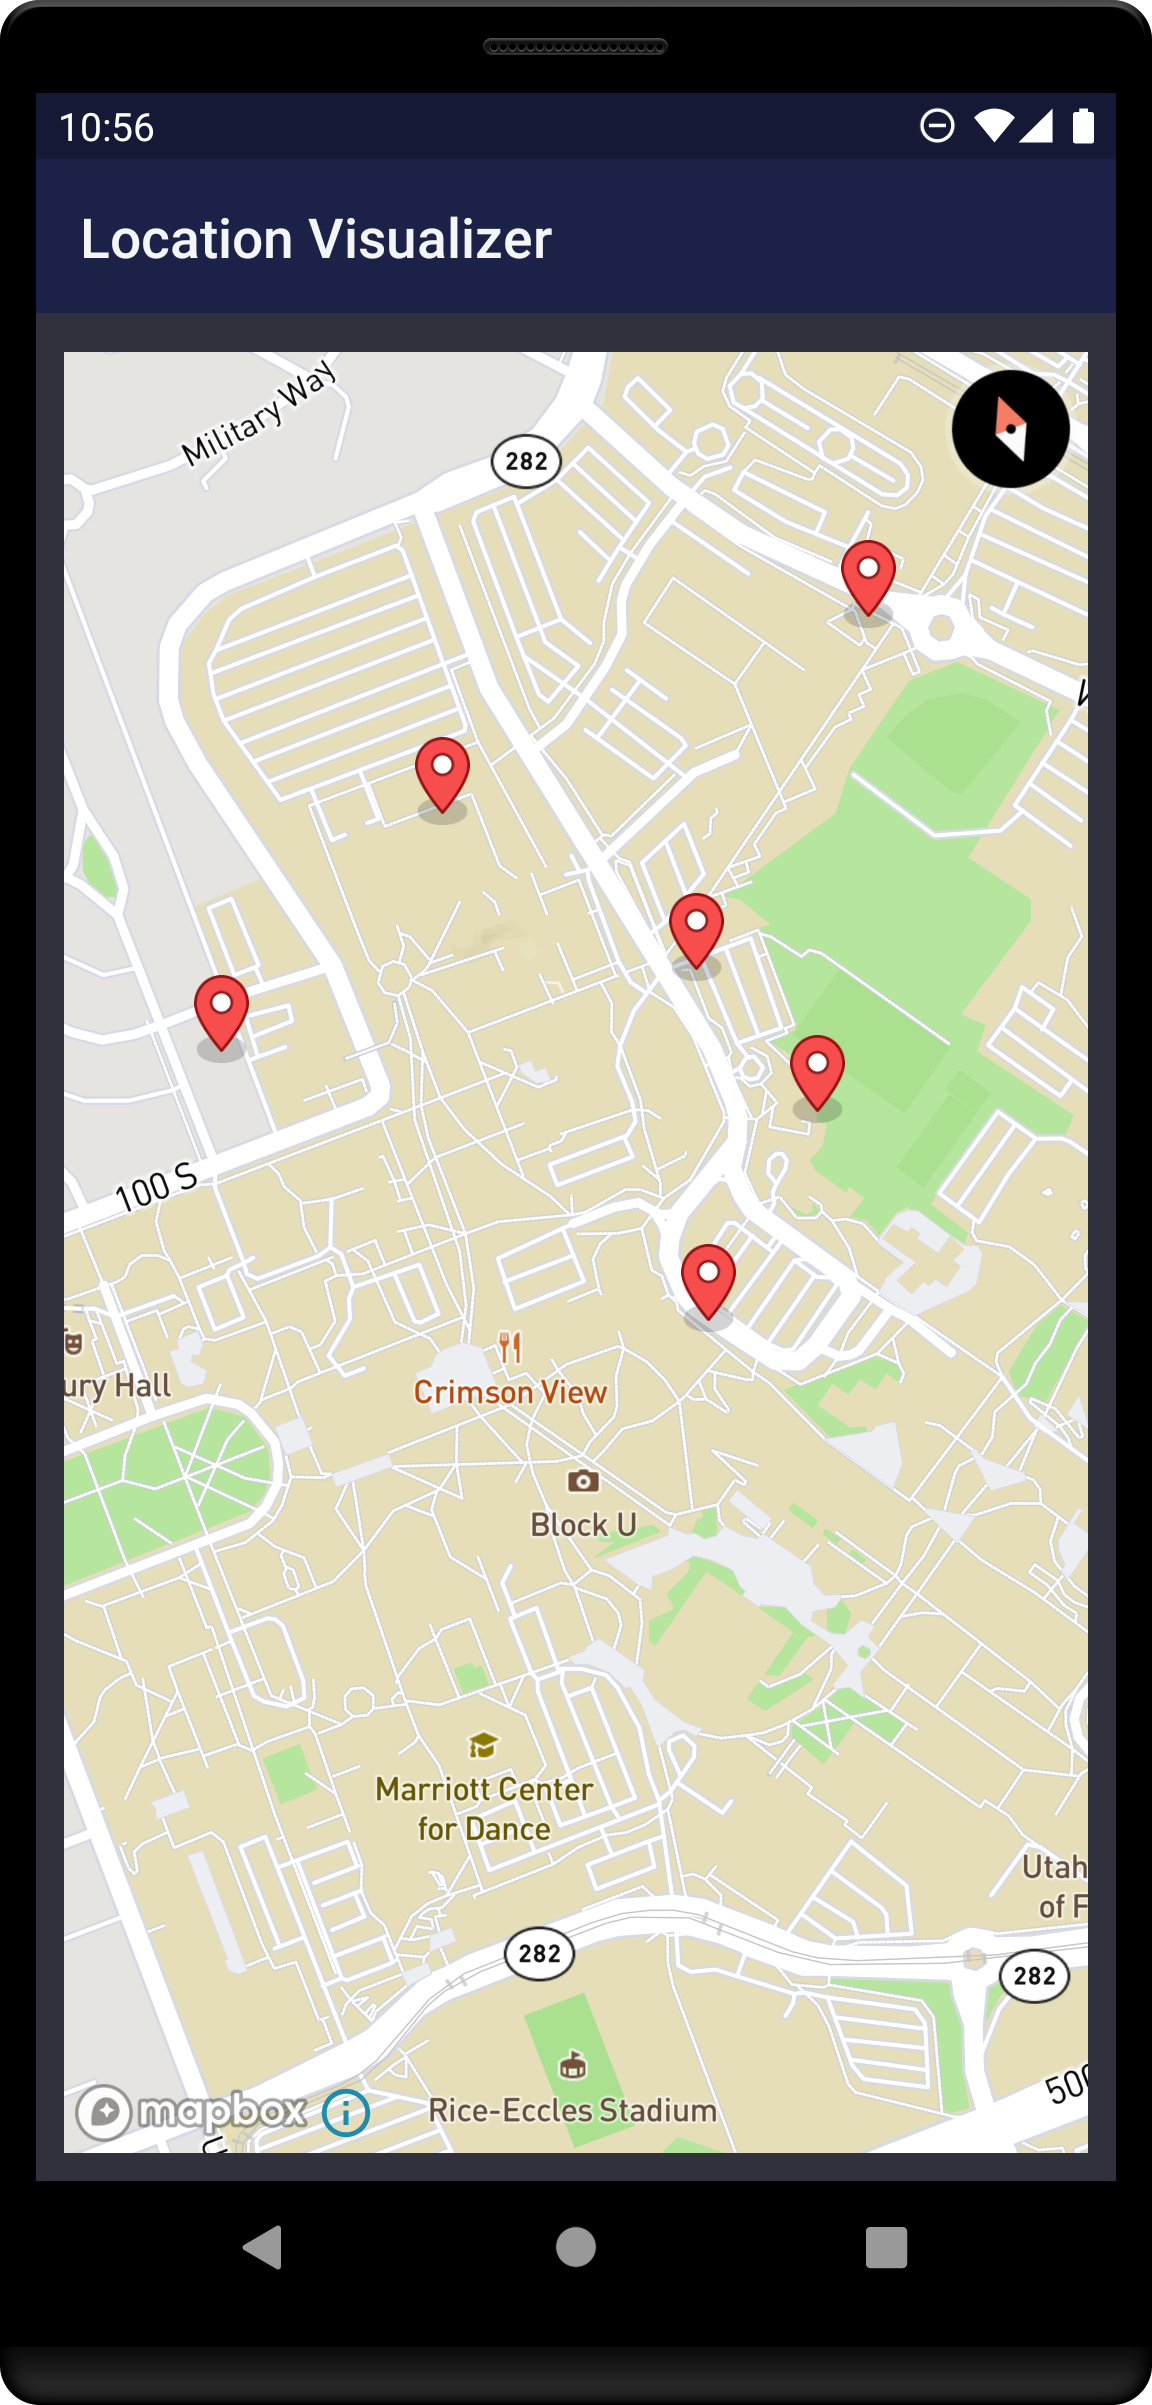 10:56
Location Visualizer
Military Way
282
100 S
ury Hall
Crimson View
Block U
Marriott Center
for Dance
Utah
of F
282
282
500
Rice-Eccles Stadium
mapbox